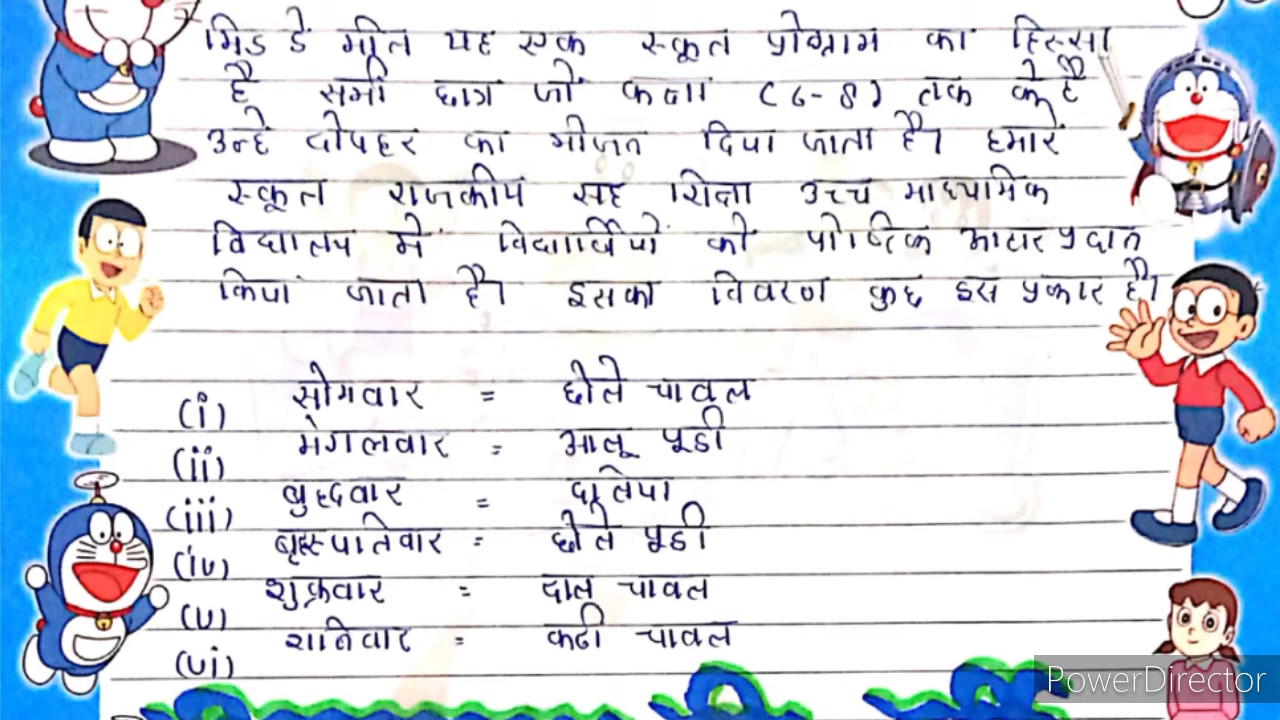 मिड डे मील यह एक स्कूल प्रोग्राम का हिस्सा
है सभी छात्र जो कक्षा (6-8) तक के है
उन्हे दोपहर का भोजन दिया जाता है। हमारे
स्कूल राजकीय सह शिक्षा उच्च माध्यमिक
विद्यालय में विद्यार्थियों को पोष्टिक आहार प्रदान
किया जाता है। इसका विवरण कुछ इस प्रकार है।
(i) सोमवार = छोले चावल
(ii) मंगलवार = आलू पूडी
(iii) बुद्दवार = दलिया
(iv) बृहस्पतिवार = छोले पूडी
(v) शुक्रवार = दाल चावल
(vi) शनिवार = कढी चावल
PowerDirector